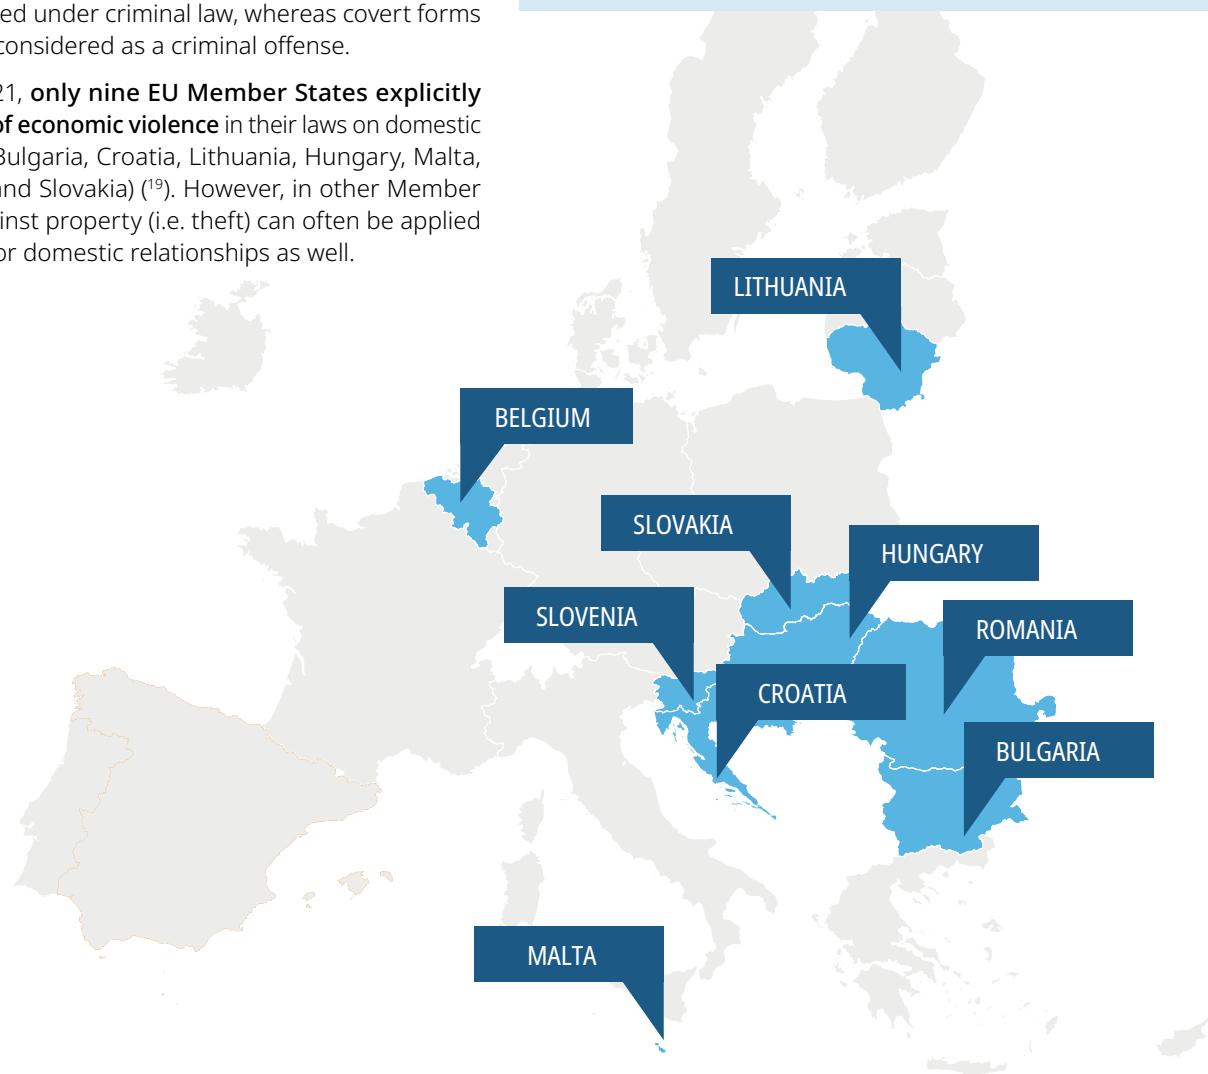 ed under criminal law, whereas covert forms
considered as a criminal offense.
21, only nine EU Member States explicitly
of economic violence in their laws on domestic
Bulgaria, Croatia, Lithuania, Hungary, Malta,
and Slovakia) (19). However, in other Member
inst property (i.e. theft) can often be applied
or domestic relationships as well.
LITHUANIA
BELGIUM
SLOVAKIA
HUNGARY
SLOVENIA
ROMANIA
CROATIA
BULGARIA
MALTA